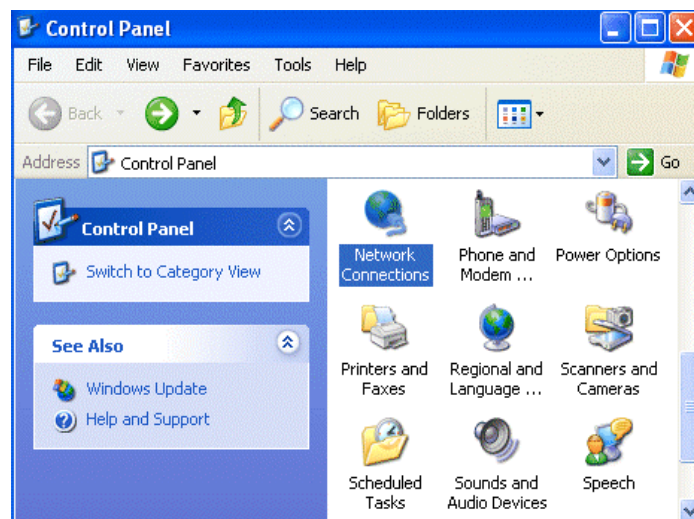 Control Panel
File Edit View Favorites Tools Help
Back Search Folders
Address Control Panel Go
Control Panel
Switch to Category View
See Also
Windows Update
Help and Support
Network Connections
Phone and Modem ...
Power Options
Printers and Faxes
Regional and Language ...
Scanners and Cameras
Scheduled Tasks
Sounds and Audio Devices
Speech